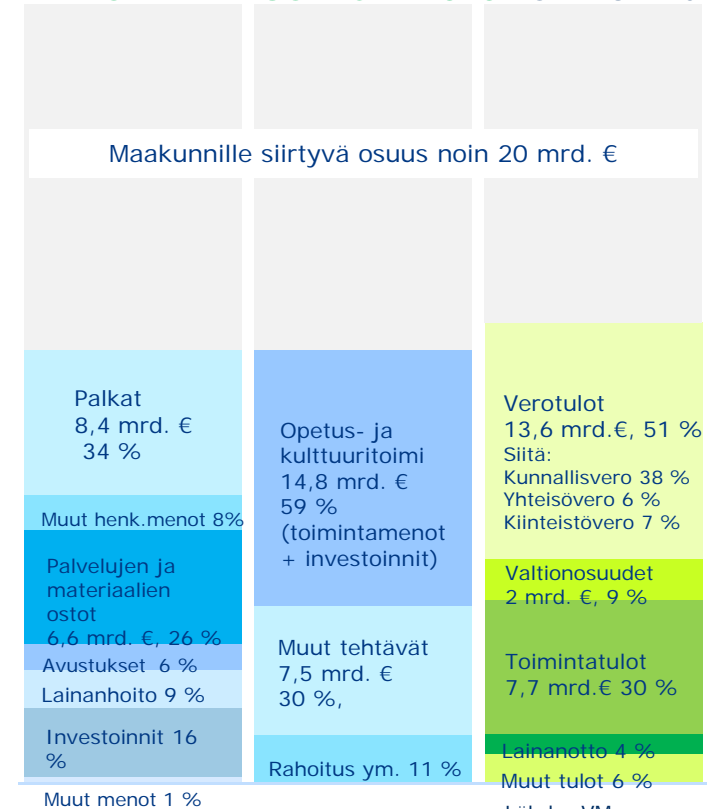 Maakunnille siirtyvä osuus noin 20 mrd. €
Palkat
8,4 mrd. €
34 %
Muut henk.menot 8%
Palvelujen ja
materiaalien
ostot
6,6 mrd. €, 26 %
Avustukset 6 %
Lainanhoito 9 %
Investoinnit 16
%
Muut menot 1 %
Opetus- ja
kulttuuritoimi
14,8 mrd. €
59 %
(toimintamenot
+ investoinnit)
Muut tehtävät
7,5 mrd. €
30 %,
Rahoitus ym. 11 %
Verotulot
13,6 mrd.€, 51 %
Siitä:
Kunnallisvero 38 %
Yhteisövero 6 %
Kiinteistövero 7 %
Valtionosuudet
2 mrd. €, 9 %
Toimintatulot
7,7 mrd.€ 30 %
Lainanotto 4 %
Muut tulot 6 %